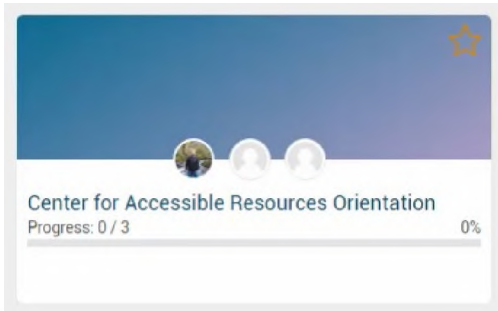 Center for Accessible Resources Orientation
Progress: 0 / 3 0%